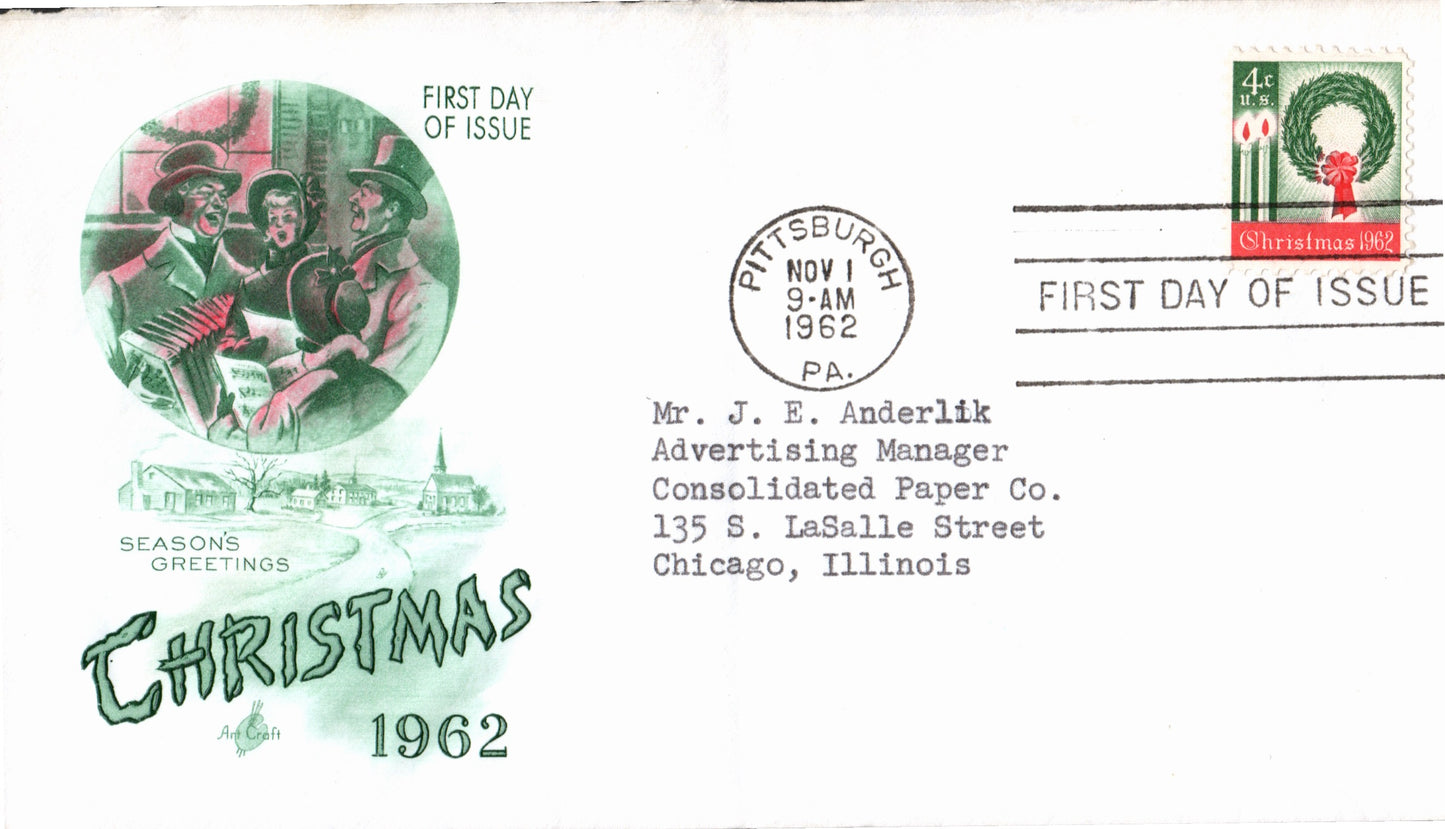 FIRST DAY
OF ISSUE
4c
U.S.
Christmas 1962
PITTSBURGH
NOV 1
9-AM
1962
PA.
FIRST DAY OF ISSUE
Mr. J. E. Anderlik
Advertising Manager
Consolidated Paper Co.
135 S. LaSalle Street
Chicago, Illinois
SEASON'S
GREETINGS
CHRISTMAS
1962
Art Craft